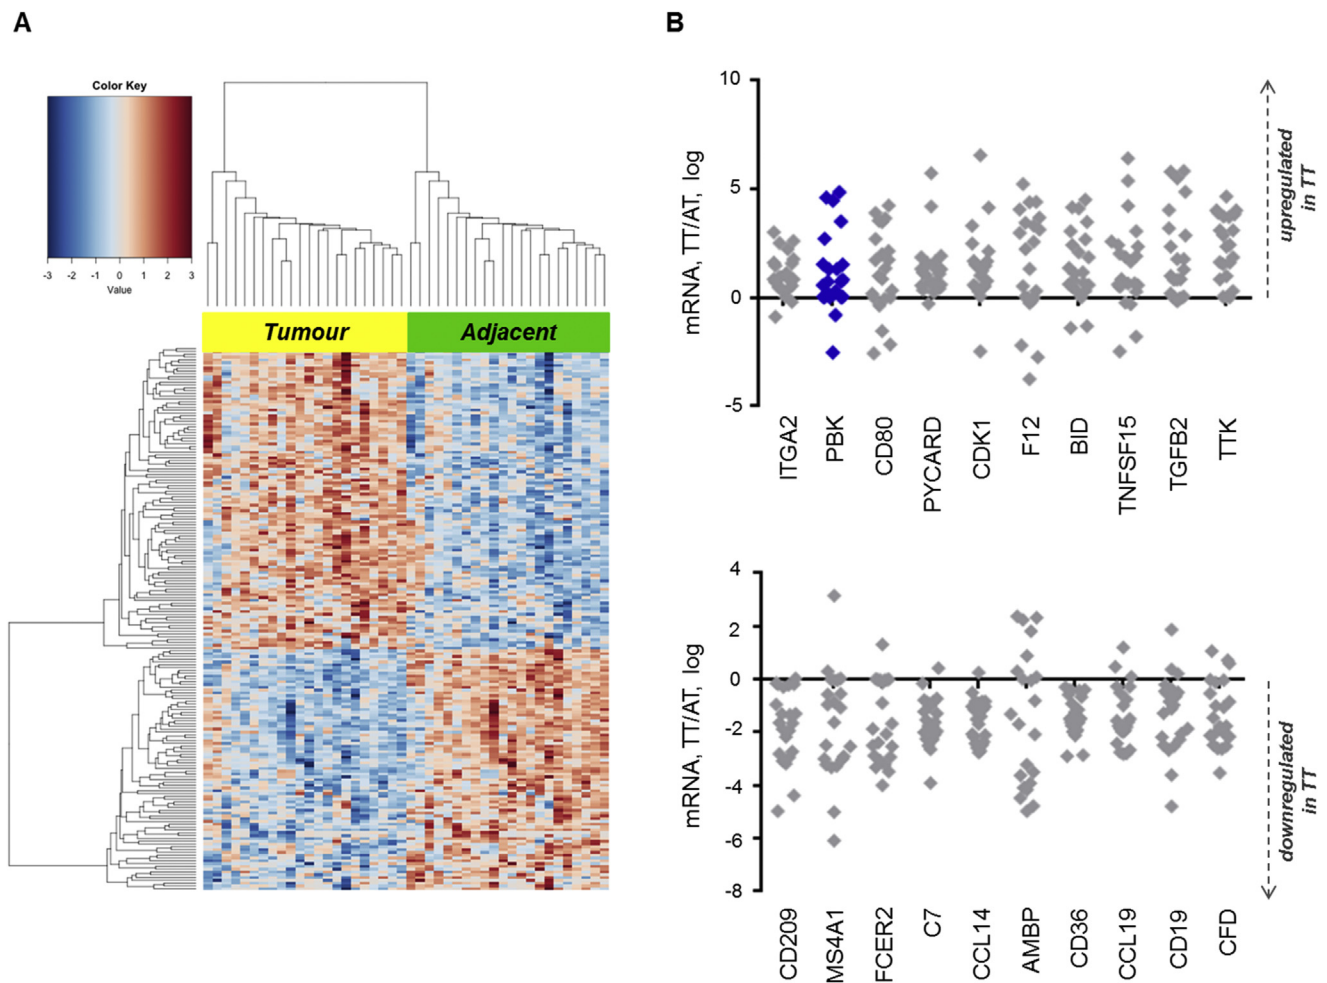 A
B
Color Key
-3 -2 -1 0 1 2 3
Value
Tumour
Adjacent
mRNA, TT/AT, log
10
5
0
-5
upregulated
in TT
ITGA2
PBK
CD80
PYCARD
CDK1
F12
BID
TNFSF15
TGFB2
TTK
mRNA, TT/AT, log
4
2
0
-2
-4
-6
-8
downregulated
in TT
CD209
MS4A1
FCER2
C7
CCL14
AMBP
CD36
CCL19
CD19
CFD